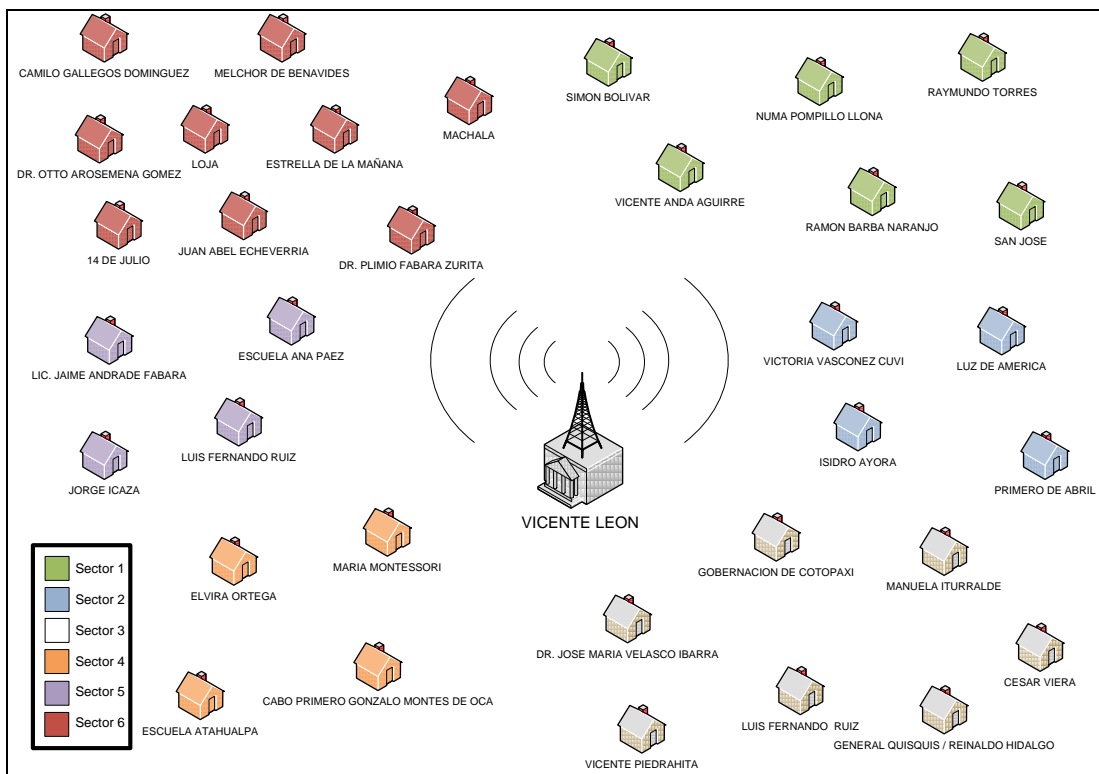 CAMILO GALLEGOS DOMINGUEZ
MELCHOR DE BENAVIDES
MACHALA
SIMON BOLIVAR
NUMA POMPILLO LLONA
RAYMUNDO TORRES
DR. OTTO AROSEMENA GOMEZ
LOJA
ESTRELLA DE LA MAÑANA
VICENTE ANDA AGUIRRE
RAMON BARBA NARANJO
SAN JOSE
14 DE JULIO
JUAN ABEL ECHEVERRIA
DR. PLIMIO FABARA ZURITA
LIC. JAIME ANDRADE FABARA
ESCUELA ANA PAEZ
VICTORIA VASCONEZ CUVI
LUZ DE AMERICA
JORGE ICAZA
LUIS FERNANDO RUIZ
ISIDRO AYORA
PRIMERO DE ABRIL
VICENTE LEON
ELVIRA ORTEGA
MARIA MONTESSORI
GOBERNACION DE COTOPAXI
MANUELA ITURRALDE
DR. JOSE MARIA VELASCO IBARRA
CESAR VIERA
ESCUELA ATAHUALPA
CABO PRIMERO GONZALO MONTES DE OCA
LUIS FERNANDO RUIZ
GENERAL QUISQUIS / REINALDO HIDALGO
VICENTE PIEDRAHITA
Sector 1
Sector 2
Sector 3
Sector 4
Sector 5
Sector 6